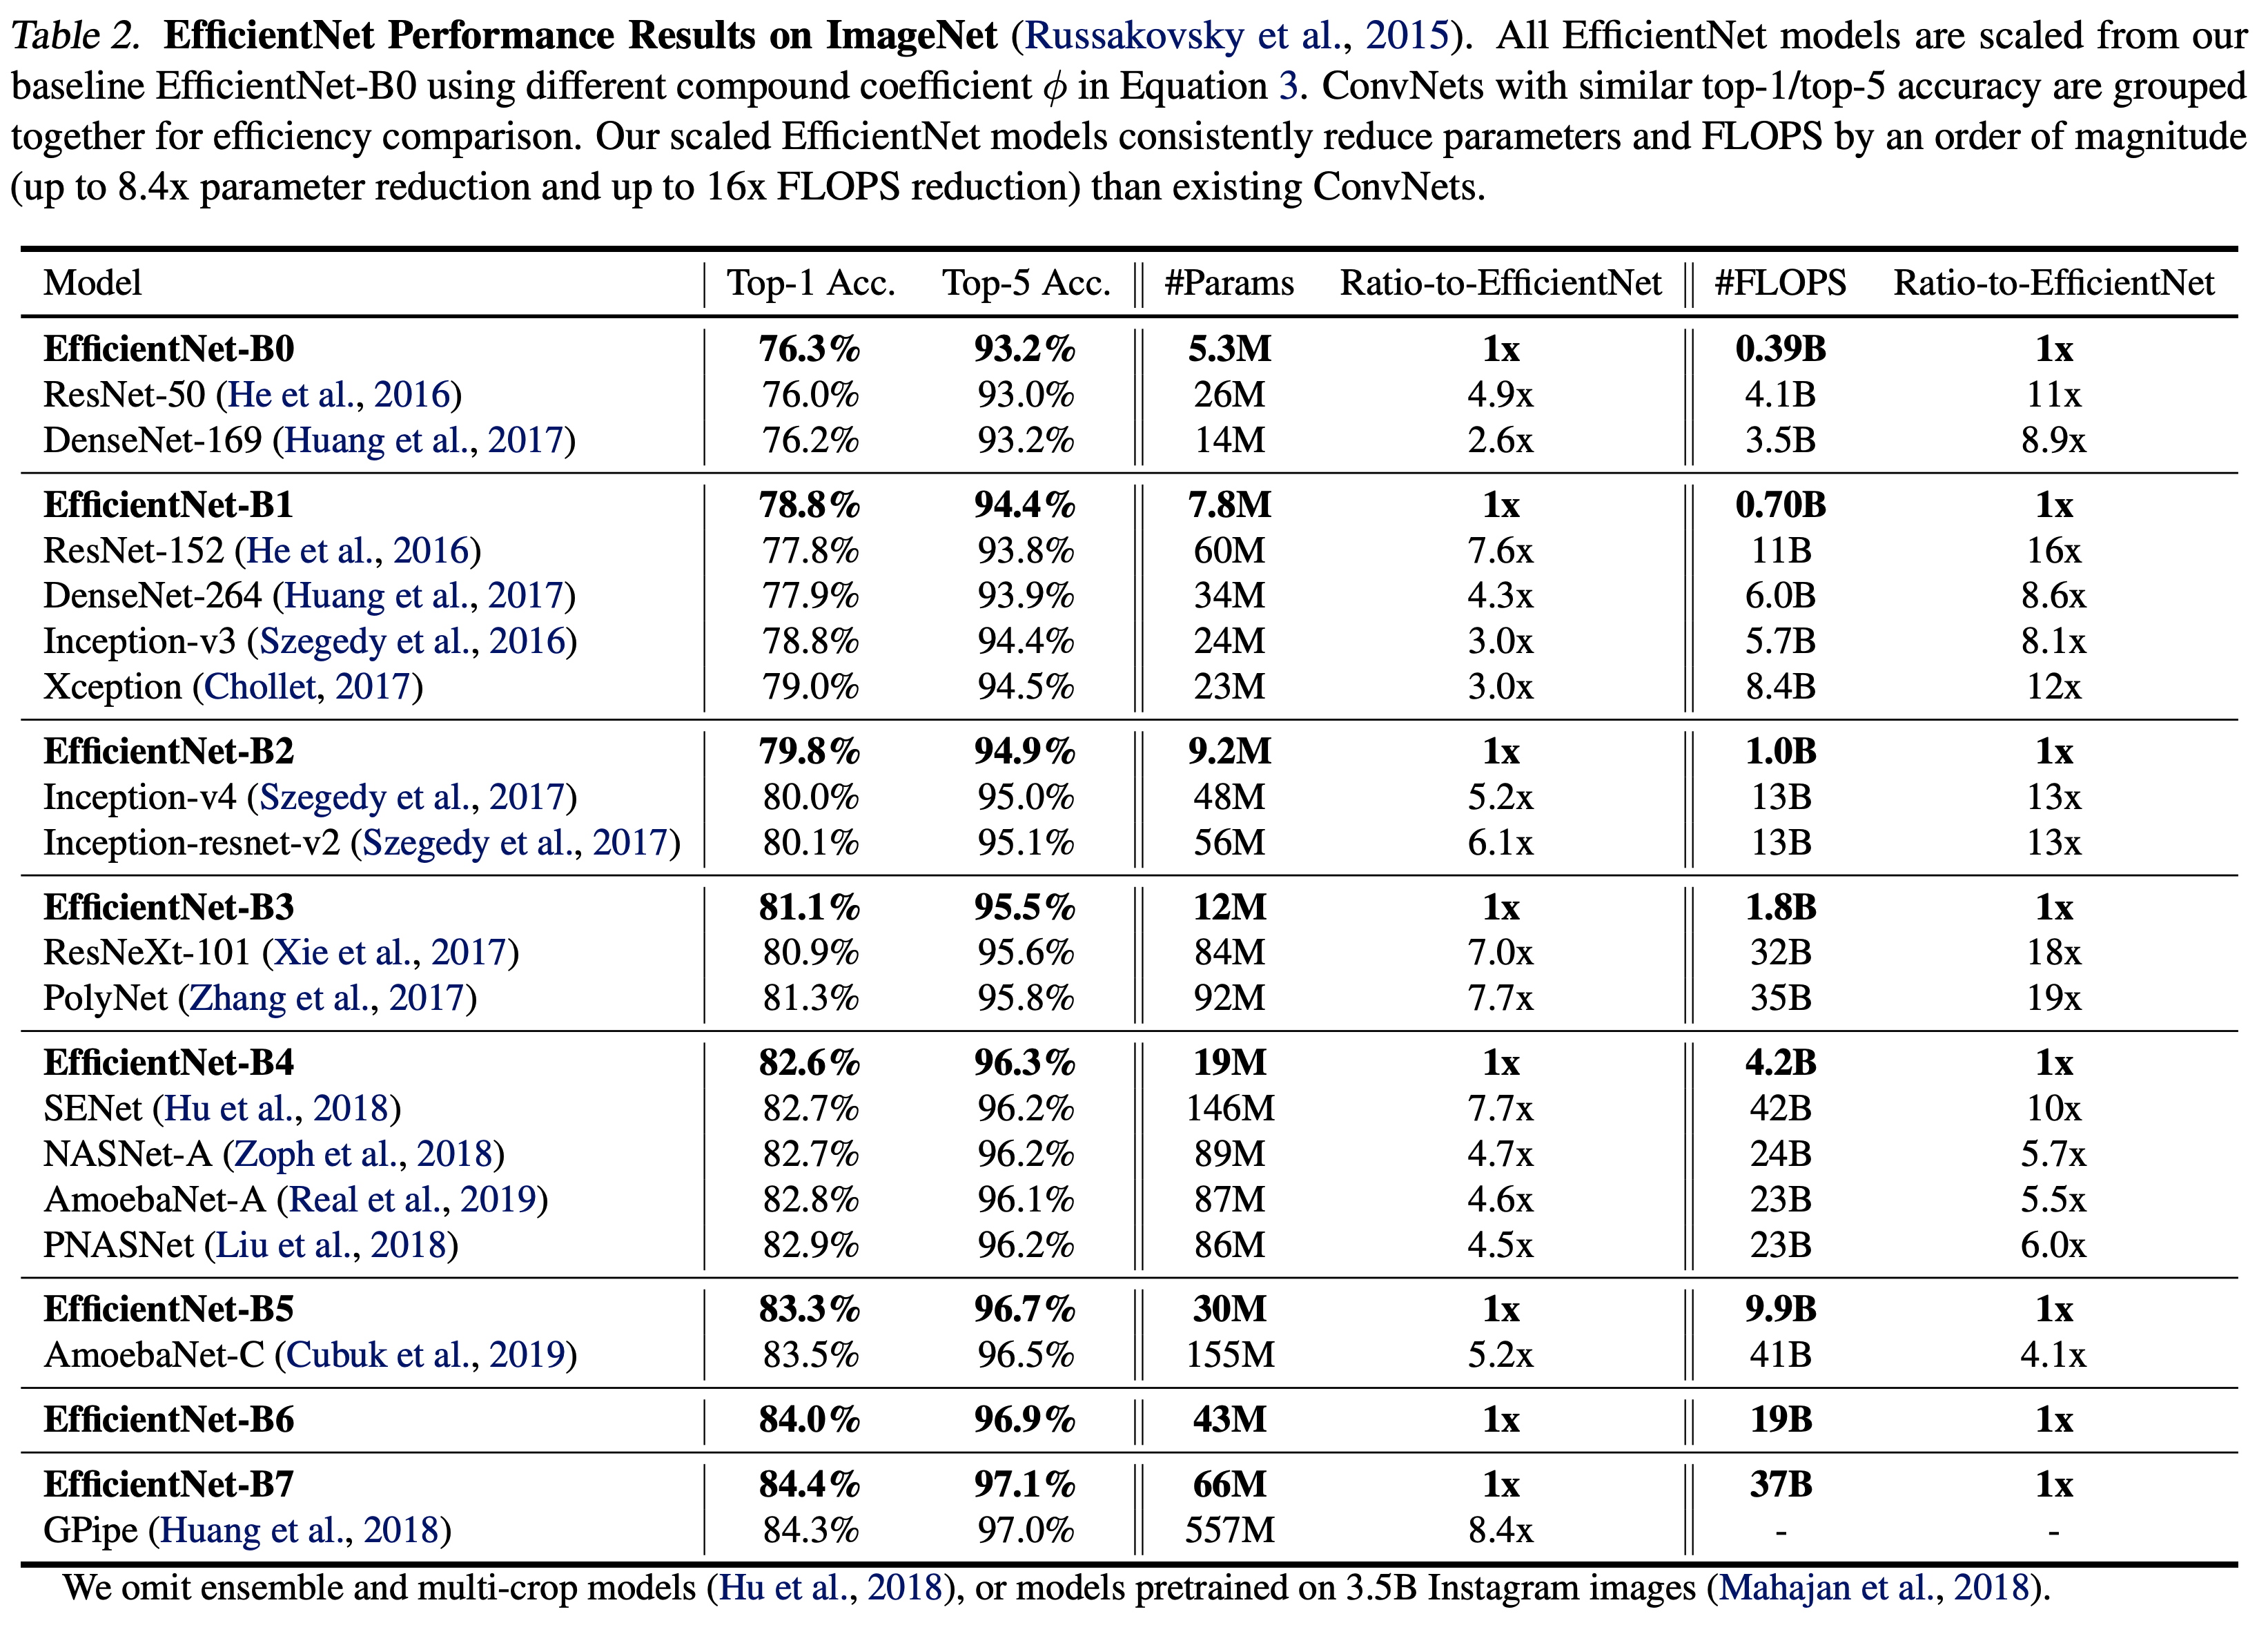 Table 2. EfficientNet Performance Results on ImageNet (Russakovsky et al., 2015). All EfficientNet models are scaled from our
baseline EfficientNet-B0 using different compound coefficient ϕ in Equation 3. ConvNets with similar top-1/top-5 accuracy are grouped
together for efficiency comparison. Our scaled EfficientNet models consistently reduce parameters and FLOPS by an order of magnitude
(up to 8.4x parameter reduction and up to 16x FLOPS reduction) than existing ConvNets.
Model Top-1 Acc. Top-5 Acc. #Params Ratio-to-EfficientNet #FLOPS Ratio-to-EfficientNet
EfficientNet-B0 76.3% 93.2% 5.3M 1x 0.39B 1x
ResNet-50 (He et al., 2016) 76.0% 93.0% 26M 4.9x 4.1B 11x
DenseNet-169 (Huang et al., 2017) 76.2% 93.2% 14M 2.6x 3.5B 8.9x
EfficientNet-B1 78.8% 94.4% 7.8M 1x 0.70B 1x
ResNet-152 (He et al., 2016) 77.8% 93.8% 60M 7.6x 11B 16x
DenseNet-264 (Huang et al., 2017) 77.9% 93.9% 34M 4.3x 6.0B 8.6x
Inception-v3 (Szegedy et al., 2016) 78.8% 94.4% 24M 3.0x 5.7B 8.1x
Xception (Chollet, 2017) 79.0% 94.5% 23M 3.0x 8.4B 12x
EfficientNet-B2 79.8% 94.9% 9.2M 1x 1.0B 1x
Inception-v4 (Szegedy et al., 2017) 80.0% 95.0% 48M 5.2x 13B 13x
Inception-resnet-v2 (Szegedy et al., 2017) 80.1% 95.1% 56M 6.1x 13B 13x
EfficientNet-B3 81.1% 95.5% 12M 1x 1.8B 1x
ResNeXt-101 (Xie et al., 2017) 80.9% 95.6% 84M 7.0x 32B 18x
PolyNet (Zhang et al., 2017) 81.3% 95.8% 92M 7.7x 35B 19x
EfficientNet-B4 82.6% 96.3% 19M 1x 4.2B 1x
SENet (Hu et al., 2018) 82.7% 96.2% 146M 7.7x 42B 10x
NASNet-A (Zoph et al., 2018) 82.7% 96.2% 89M 4.7x 24B 5.7x
AmoebaNet-A (Real et al., 2019) 82.8% 96.1% 87M 4.6x 23B 5.5x
PNASNet (Liu et al., 2018) 82.9% 96.2% 86M 4.5x 23B 6.0x
EfficientNet-B5 83.3% 96.7% 30M 1x 9.9B 1x
AmoebaNet-C (Cubuk et al., 2019) 83.5% 96.5% 155M 5.2x 41B 4.1x
EfficientNet-B6 84.0% 96.9% 43M 1x 19B 1x
EfficientNet-B7 84.4% 97.1% 66M 1x 37B 1x
GPipe (Huang et al., 2018) 84.3% 97.0% 557M 8.4x - -
We omit ensemble and multi-crop models (Hu et al., 2018), or models pretrained on 3.5B Instagram images (Mahajan et al., 2018).